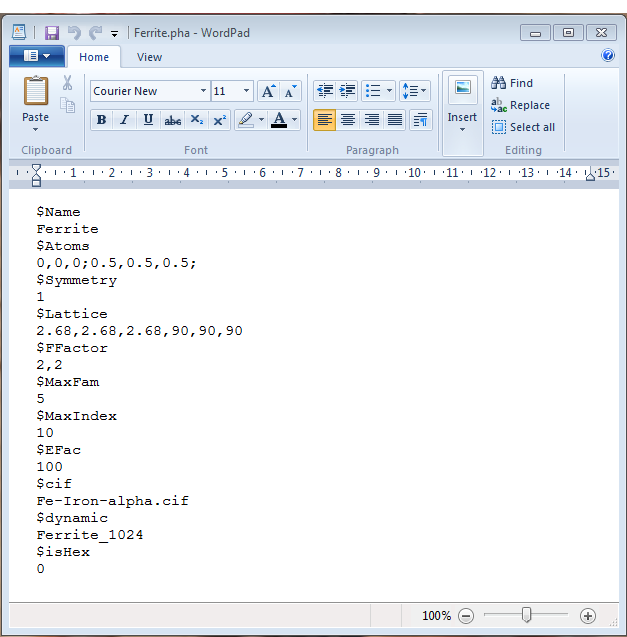 Ferrite.pha - WordPad
Home View
Paste
Clipboard
Courier New 11
B I U abc X₂ X² A
Font
Paragraph
Insert
Find
Replace
Select all
Editing
1 2 3 4 5 6 7 8 9 10 11 12 13 14 15
$Name
Ferrite
$Atoms
0,0,0;0.5,0.5,0.5;
$Symmetry
1
$Lattice
2.68,2.68,2.68,90,90,90
$FFactor
2,2
$MaxFam
5
$MaxIndex
10
$EFac
100
$cif
Fe-Iron-alpha.cif
$dynamic
Ferrite_1024
$isHex
0
100%